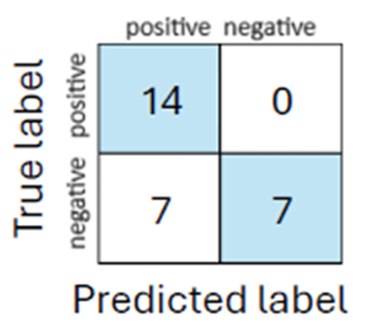 positive negative
True label
positive
14 0
negative
7 7
Predicted label